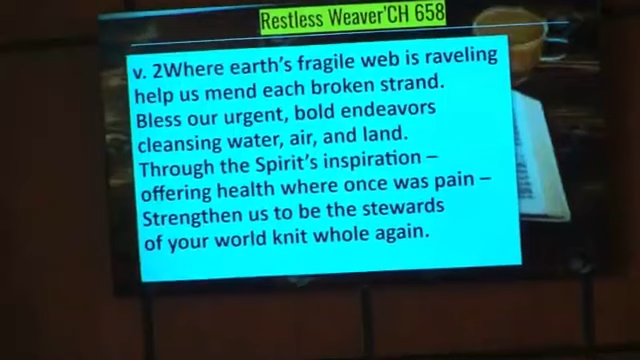 Restless Weaver'CH 658
v. 2Where earth's fragile web is raveling
help us mend each broken strand.
Bless our urgent, bold endeavors
cleansing water, air, and land.
Through the Spirit's inspiration –
offering health where once was pain –
Strengthen us to be the stewards
of your world knit whole again.